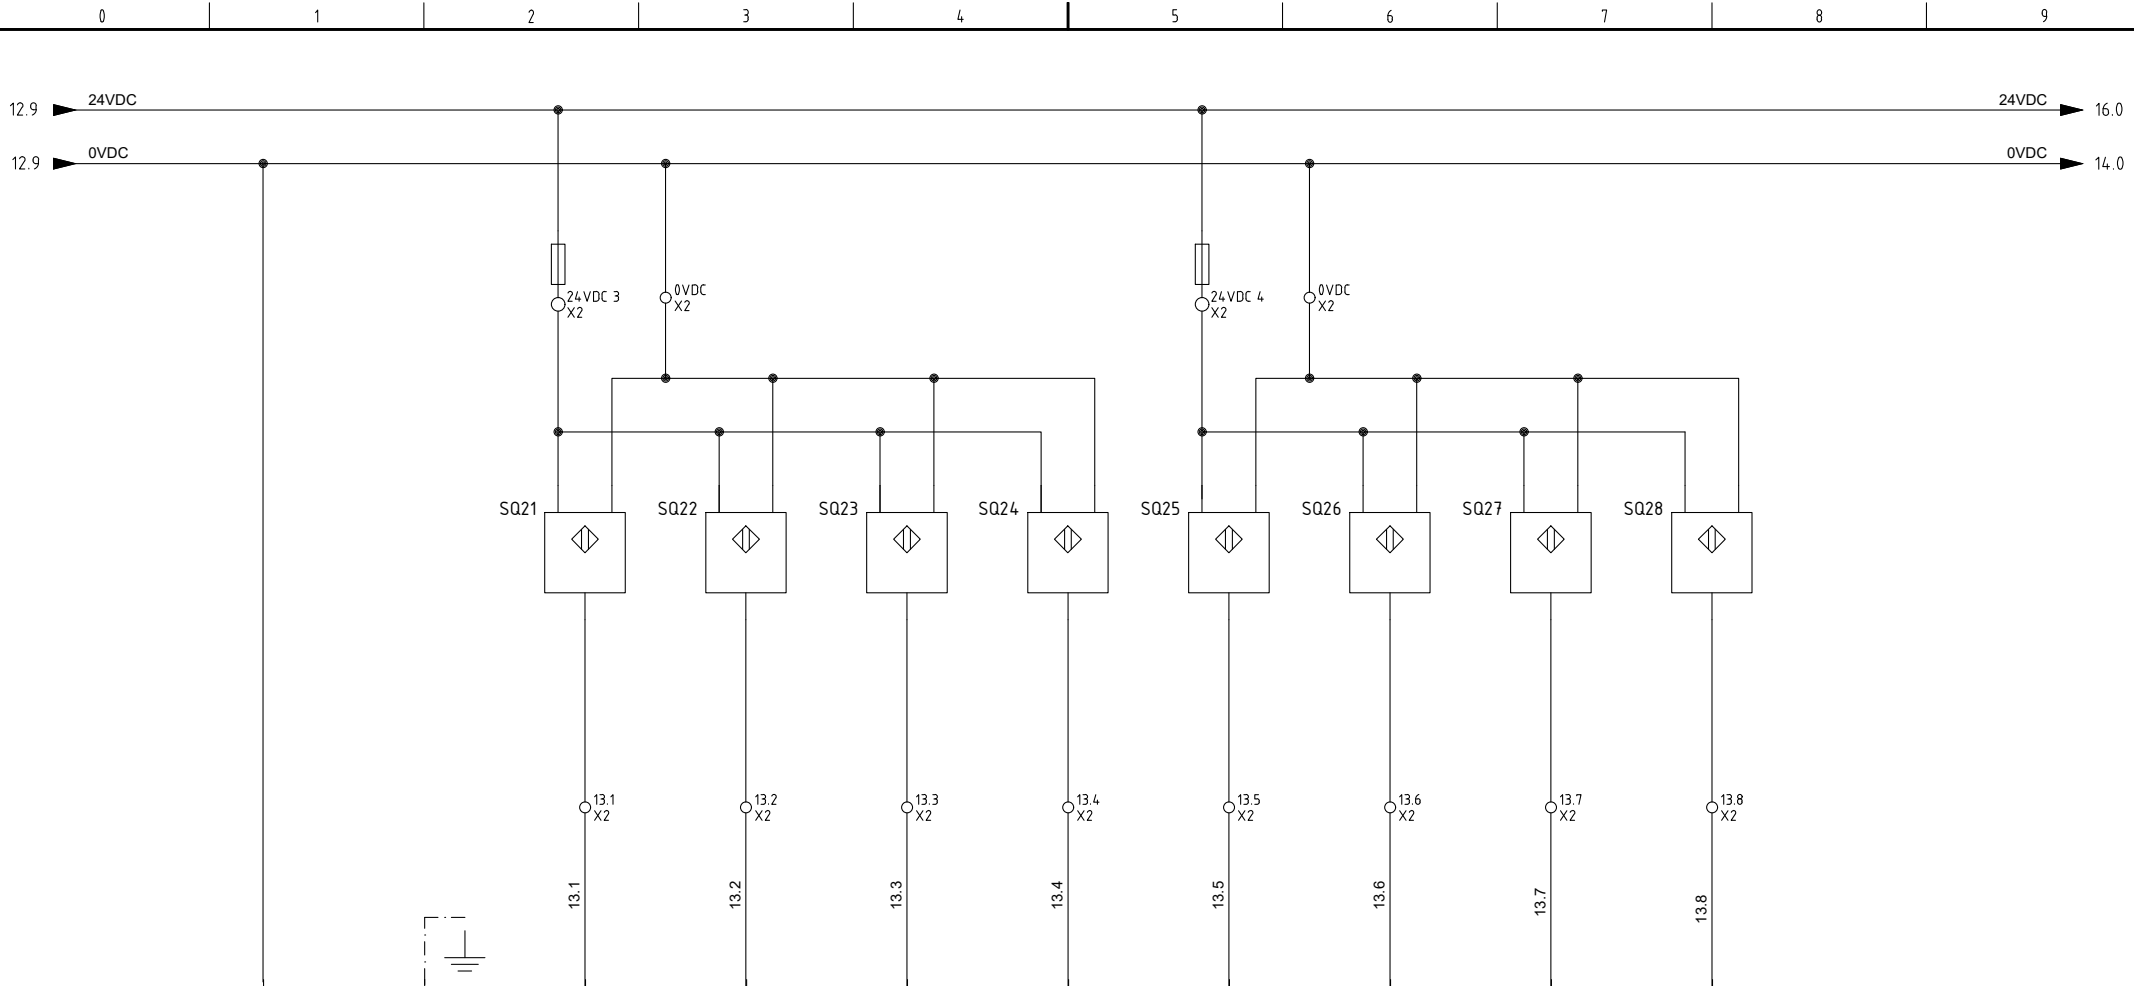 0 1 2 3 4 5 6 7 8 9
12.9 24VDC 24VDC 16.0
12.9 0VDC 0VDC 14.0
24VDC 3
X2
0VDC
X2
24VDC 4
X2
0VDC
X2
SQ21 SQ22 SQ23 SQ24 SQ25 SQ26 SQ27 SQ28
13.1
X2
13.2
X2
13.3
X2
13.4
X2
13.5
X2
13.6
X2
13.7
X2
13.8
X2
13.1
13.2
13.3
13.4
13.5
13.6
13.7
13.8